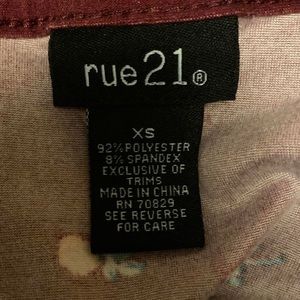 rue21®
XS
92% POLYESTER
8% SPANDEX
EXCLUSIVE OF
TRIMS
MADE IN CHINA
RN 70829
SEE REVERSE
FOR CARE